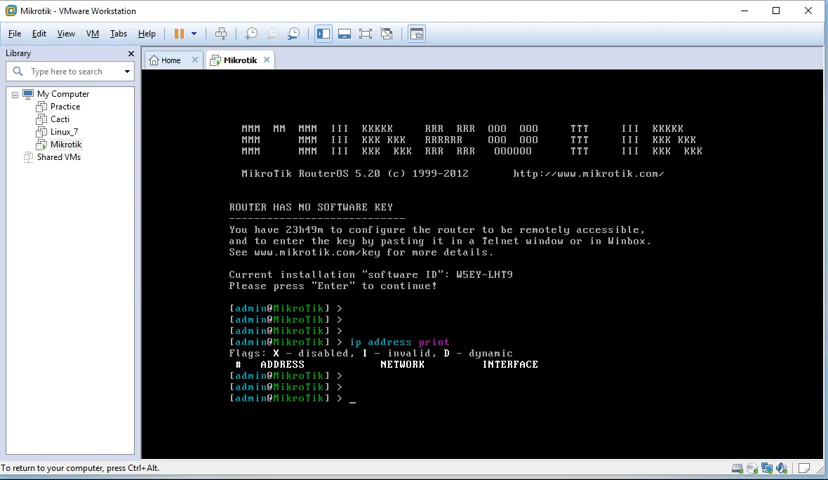 Mikrotik - VMware Workstation
File Edit View VM Tabs Help
Library
Type here to search
My Computer
Practice
Cacti
Linux_7
Mikrotik
Shared VMs
Home
Mikrotik
MMM MM MMM III KKKKK RRR RRR OOO OOO TTT III KKKKK
MMM MMM III KKK KKK RRRRRR OOO OOO TTT III KKK KKK
MMM MMM III KKK KKK RRR RRR OOOOOO TTT III KKK KKK
MikroTik RouterOS 5.20 (c) 1999-2012 http://www.mikrotik.com/
ROUTER HAS NO SOFTWARE KEY
----------------------------
You have 23h49m to configure the router to be remotely accessible,
and to enter the key by pasting it in a Telnet window or in Winbox.
See www.mikrotik.com/key for more details.
Current installation "software ID": W5EY-LHT9
Please press "Enter" to continue!
[admin@MikroTik] >
[admin@MikroTik] >
[admin@MikroTik] >
[admin@MikroTik] > ip address print
Flags: X - disabled, I - invalid, D - dynamic
# ADDRESS NETWORK INTERFACE
[admin@MikroTik] >
[admin@MikroTik] >
[admin@MikroTik] > _
To return to your computer, press Ctrl+Alt.